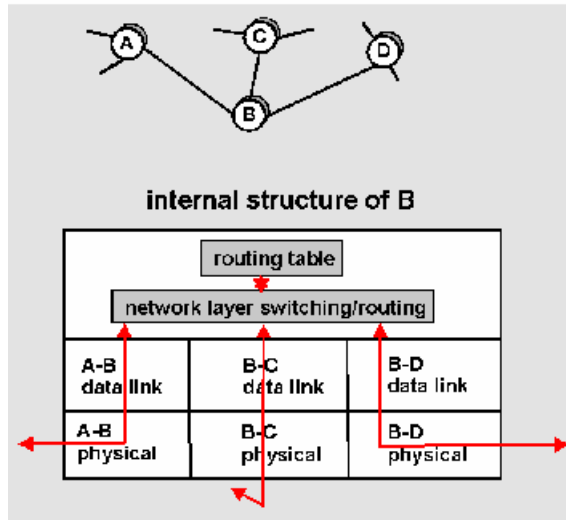 A
C
D
B
internal structure of B
routing table
network layer switching/routing
A-B
data link
B-C
data link
B-D
data link
A-B
physical
B-C
physical
B-D
physical